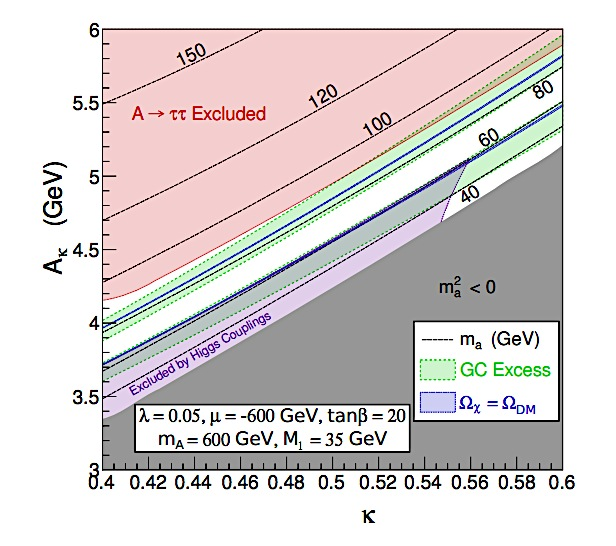 6
5.5
5
4.5
4
3.5
3
A_κ (GeV)
150
120
100
80
60
40
A → ττ Excluded
m_a^2 < 0
Excluded by Higgs Couplings
m_a (GeV)
GC Excess
Ω_χ = Ω_DM
λ = 0.05, μ = -600 GeV, tanβ = 20
m_A = 600 GeV, M_1 = 35 GeV
0.4 0.42 0.44 0.46 0.48 0.5 0.52 0.54 0.56 0.58 0.6
κ